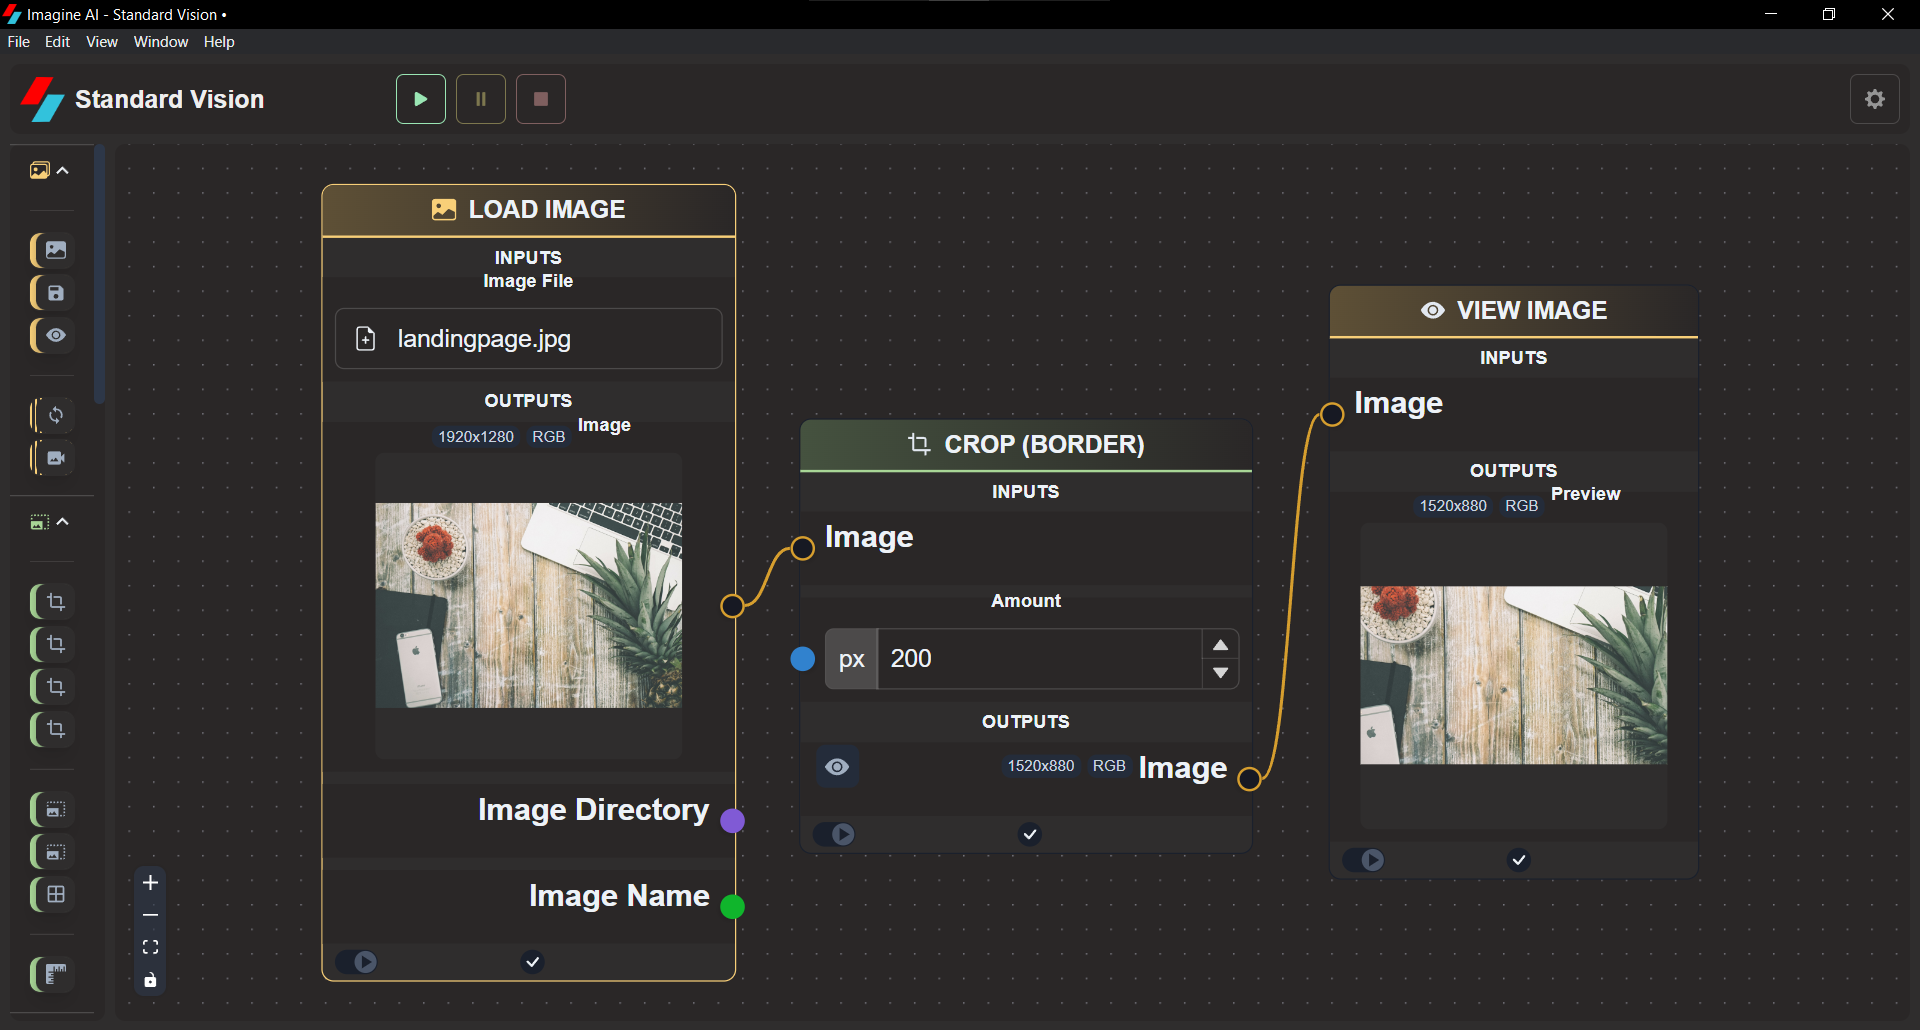 Imagine AI - Standard Vision •
File Edit View Window Help
Standard Vision
LOAD IMAGE
INPUTS
Image File
landingpage.jpg
OUTPUTS
1920x1280 RGB Image
Image Directory
Image Name
CROP (BORDER)
INPUTS
Image
Amount
px 200
OUTPUTS
1520x880 RGB Image
VIEW IMAGE
INPUTS
Image
OUTPUTS
1520x880 RGB Preview